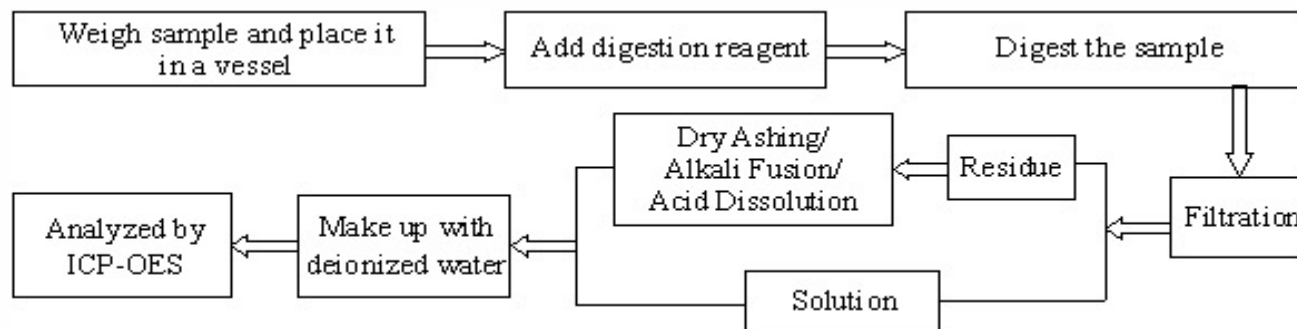 Weigh sample and place it
in a vessel
Add digestion reagent
Digest the sample
Dry Ashing/
Alkali Fusion/
Acid Dissolution
Residue
Filtration
Analyzed by
ICP-OES
Make up with
deionized water
Solution